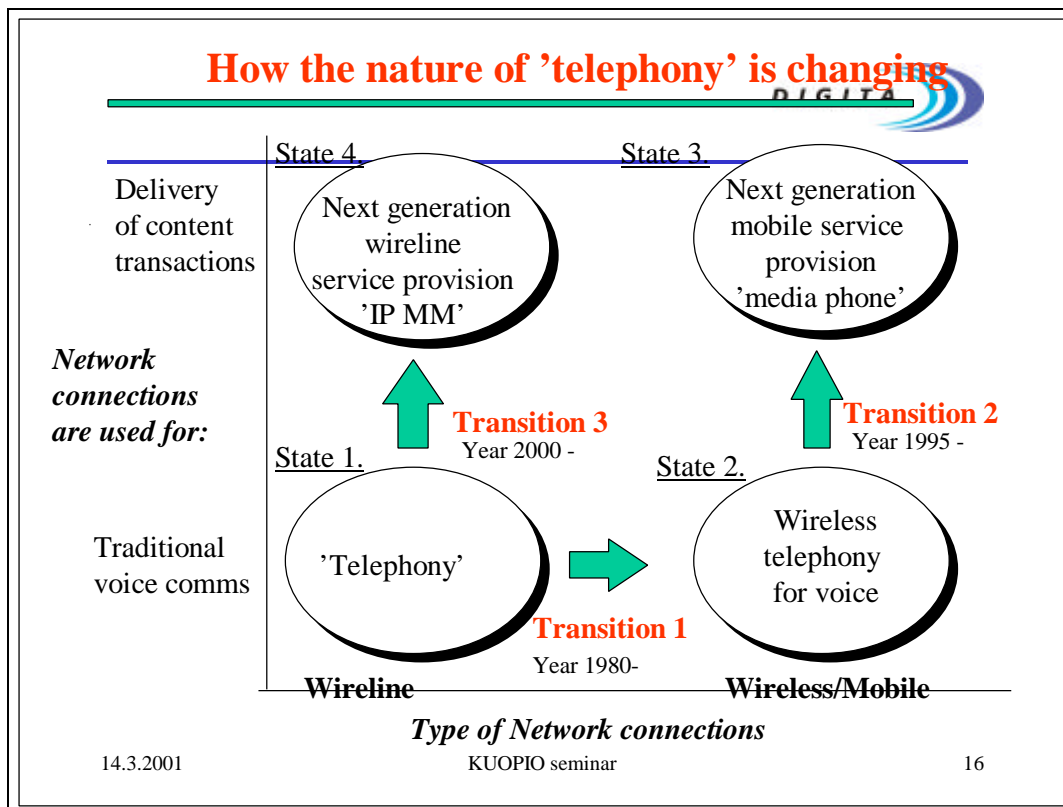 How the nature of ’telephony’ is changing
DIGITA
State 4.
State 3.
Delivery
of content
transactions
Next generation
wireline
service provision
’IP MM’
Next generation
mobile service
provision
’media phone’
Network
connections
are used for:
Transition 3
Year 2000 -
Transition 2
Year 1995 -
State 1.
State 2.
Traditional
voice comms
’Telephony’
Wireless
telephony
for voice
Transition 1
Year 1980-
Wireline
Wireless/Mobile
Type of Network connections
14.3.2001
KUOPIO seminar
16